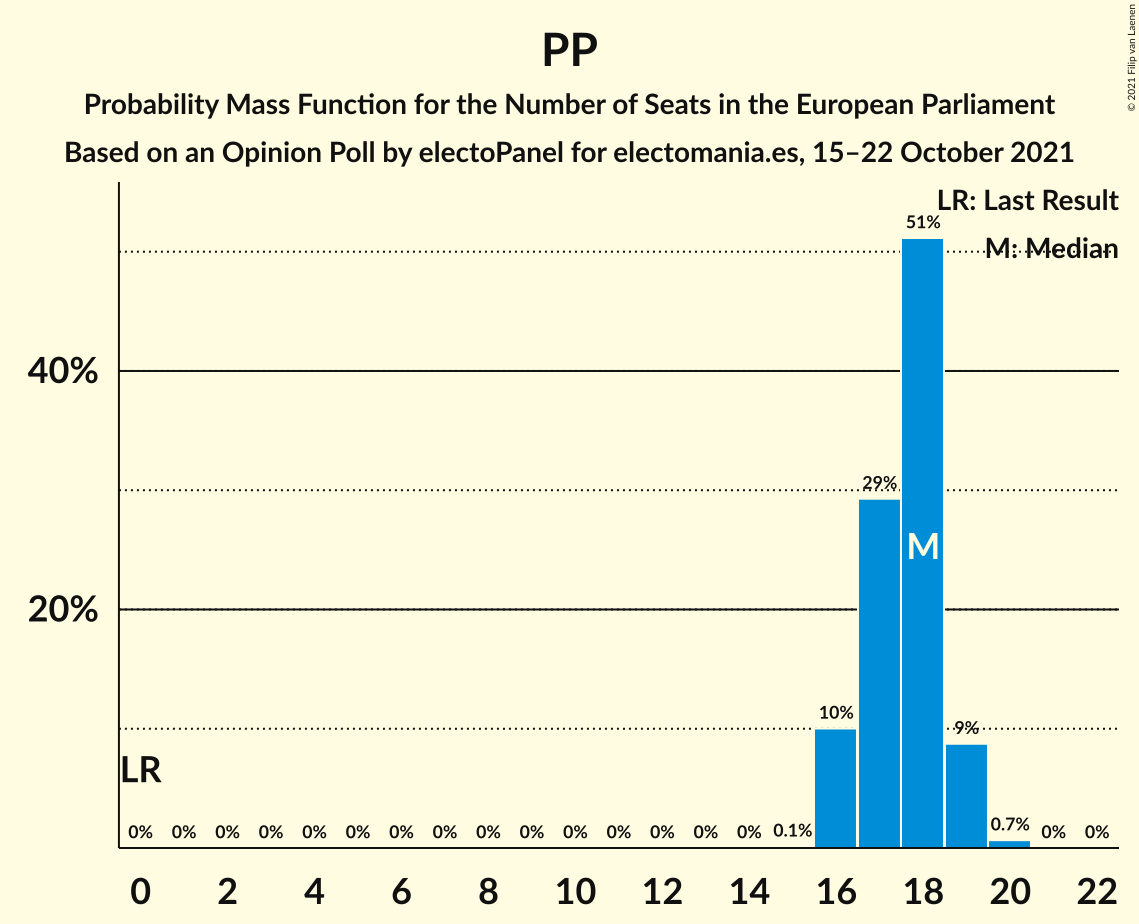 PP
Probability Mass Function for the Number of Seats in the European Parliament
Based on an Opinion Poll by electoPanel for electomania.es, 15–22 October 2021
© 2021 Filip van Laenen
LR: Last Result
M: Median
51%
40%
29%
M
20%
10%
9%
LR
0% 0% 0% 0% 0% 0% 0% 0% 0% 0% 0% 0% 0% 0% 0% 0.1% 0.7% 0% 0%
0 2 4 6 8 10 12 14 16 18 20 22